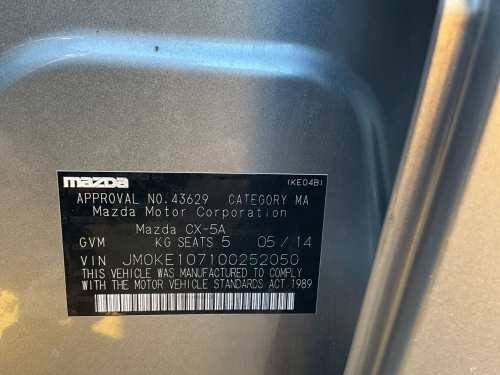 mazda (KE04B)
APPROVAL NO.43629 CATEGORY MA
Mazda Motor Corporation
Mazda CX-5A
GVM KG SEATS 5 05/14
VIN JM0KE107100252050
THIS VEHICLE WAS MANUFACTURED TO COMPLY
WITH THE MOTOR VEHICLE STANDARDS ACT 1989